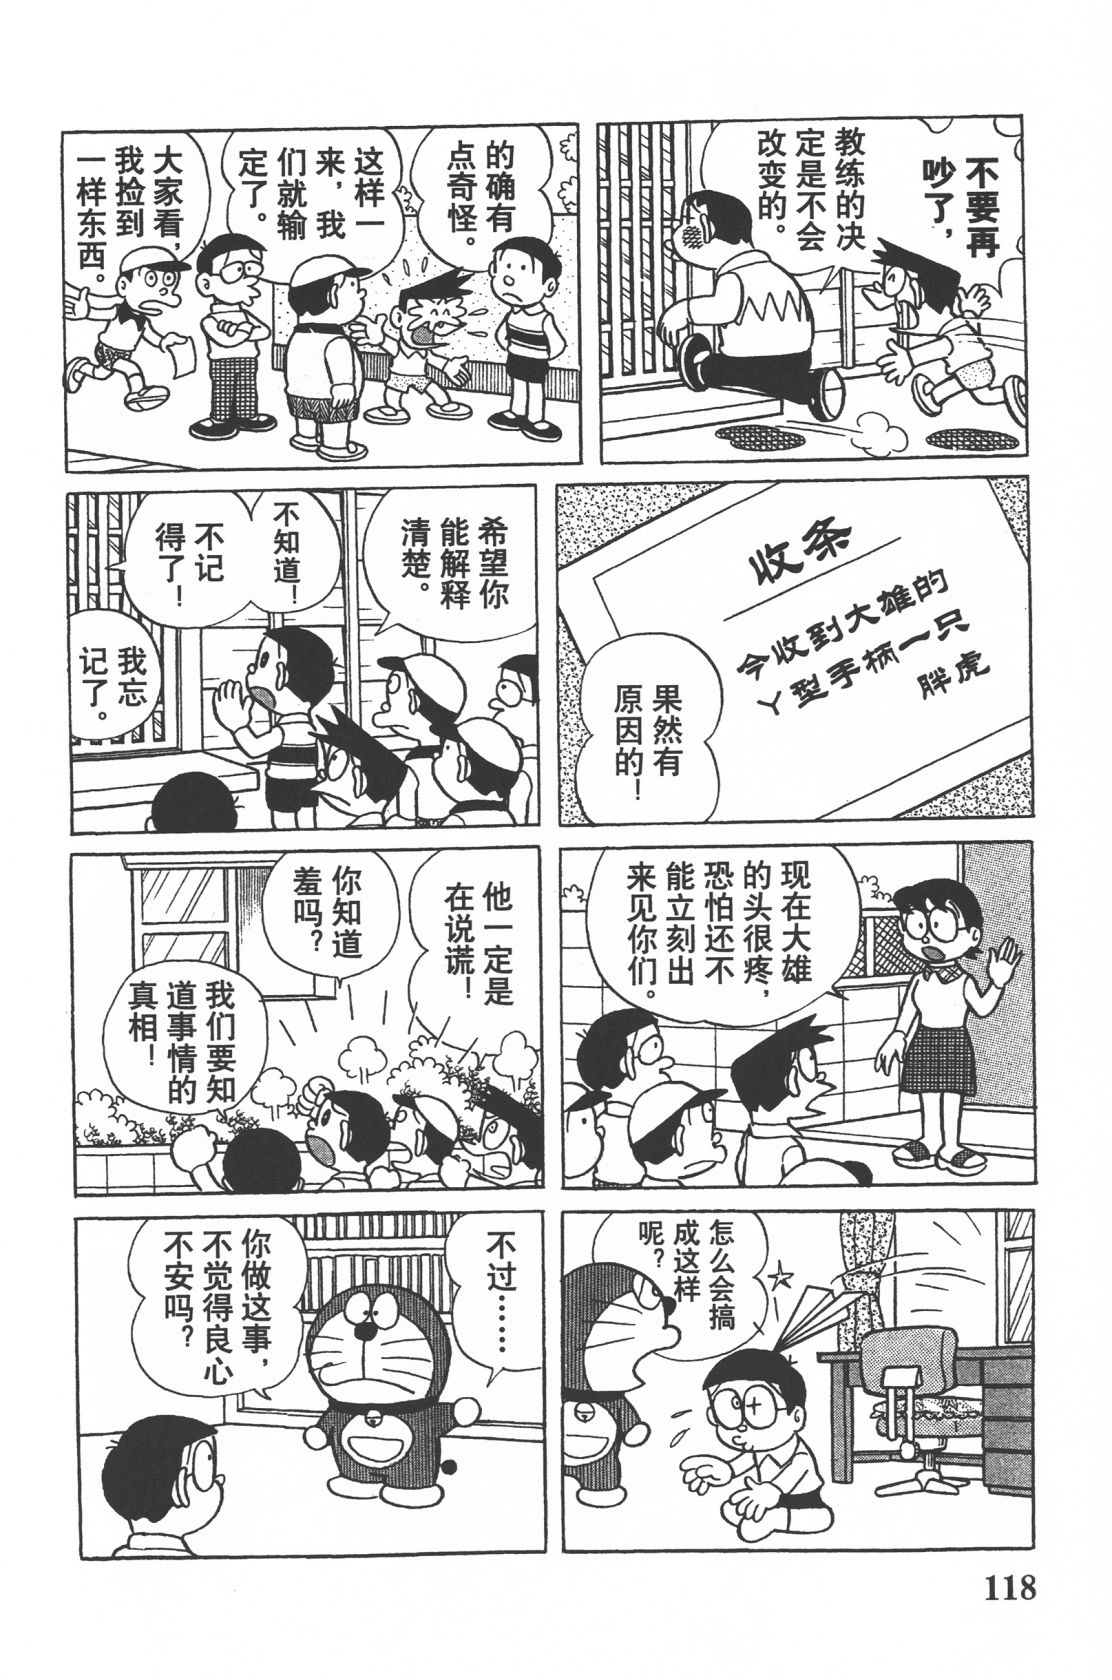 不要再
吵了，
教练的决
定是不会
改变的。
的确有
点奇怪。
这样一
来，我
们就输
定了。
大家看，
我捡到
一样东西。
收条
今收到大雄的
丫型手柄一只
胖虎
果然有
原因的！
希望你
能解释
清楚。
不知道！
不记
得了！
我忘
记了。
现在大雄
的头很疼，
恐怕还不
能立刻出
来见你们。
他一定是
在说谎！
你知道
羞吗？
我们要知
道事情的
真相！
怎么会搞
成这样
呢？
不过……
你做这事，
不觉得良心
不安吗？
118